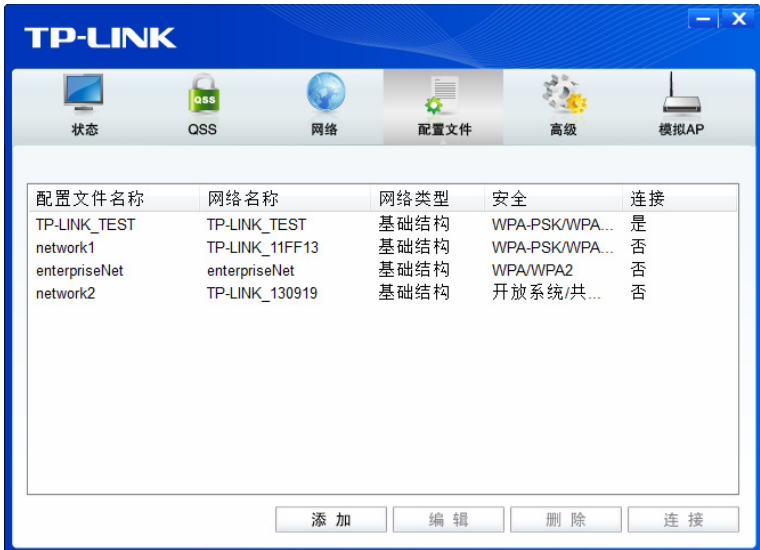 TP-LINK
QSS
状态 QSS 网络 配置文件 高级 模拟AP
配置文件名称 网络名称 网络类型 安全 连接
TP-LINK_TEST TP-LINK_TEST 基础结构 WPA-PSK/WPA... 是
network1 TP-LINK_11FF13 基础结构 WPA-PSK/WPA... 否
enterpriseNet enterpriseNet 基础结构 WPA/WPA2 否
network2 TP-LINK_130919 基础结构 开放系统/共... 否
添加 编辑 删除 连接